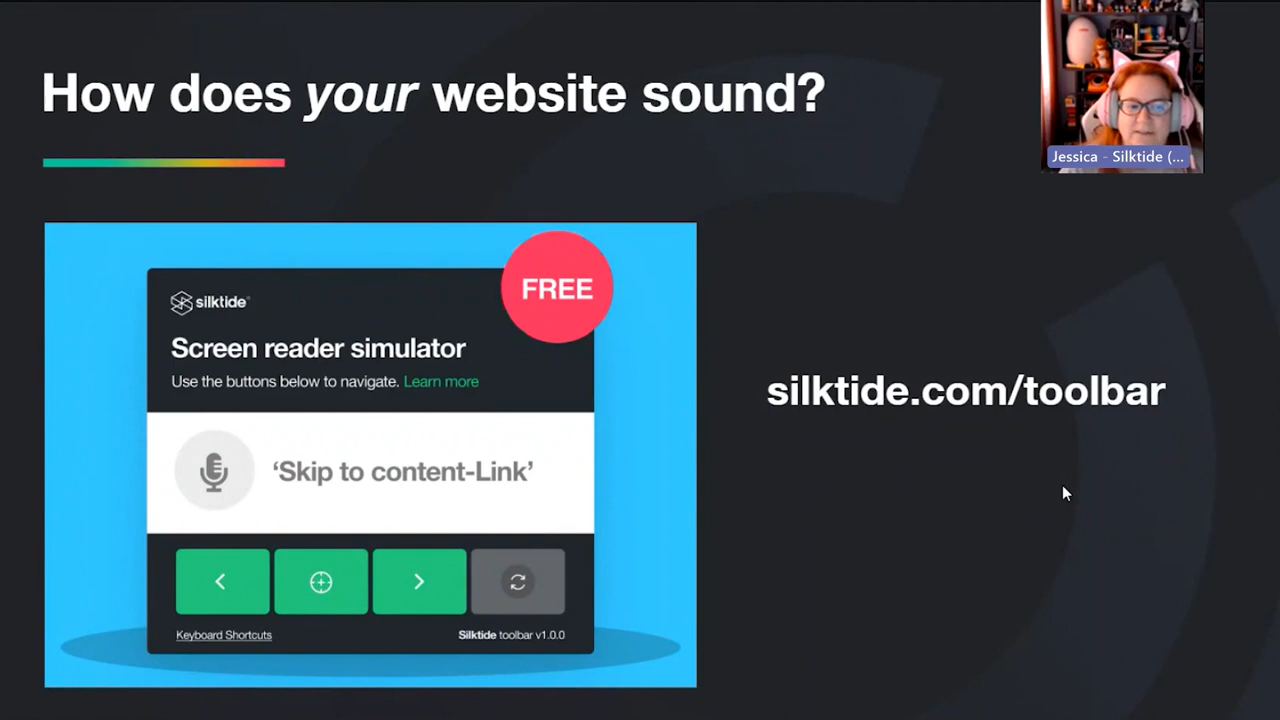 How does your website sound?
Jessica - Silktide (...
FREE
silktide
Screen reader simulator
Use the buttons below to navigate. Learn more
‘Skip to content-Link’
Keyboard Shortcuts
Silktide toolbar v1.0.0
silktide.com/toolbar